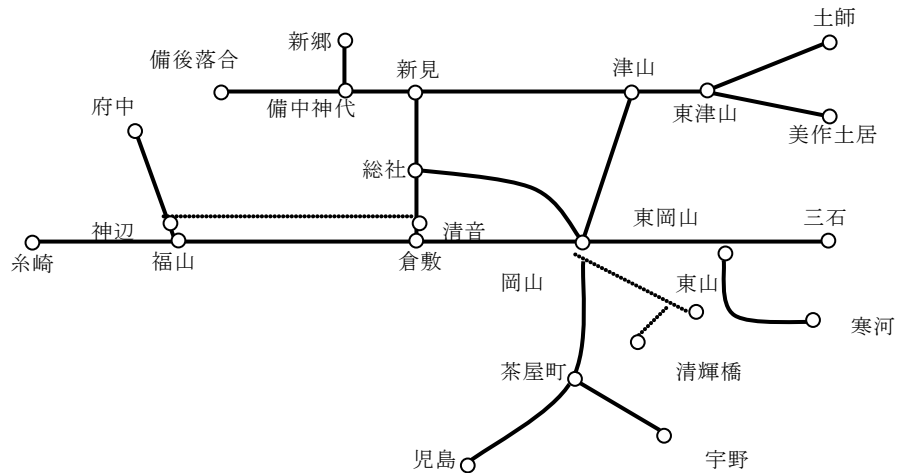 土師
新郷
備後落合
新見
津山
府中
備中神代
東津山
美作土居
総社
東岡山
三石
神辺
清音
糸崎
福山
倉敷
岡山
東山
寒河
茶屋町
清輝橋
児島
宇野